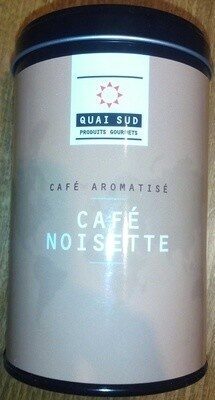 QUAI SUD
PRODUITS GOURMETS
CAFÉ AROMATISÉ
CAFÉ
NOISETTE